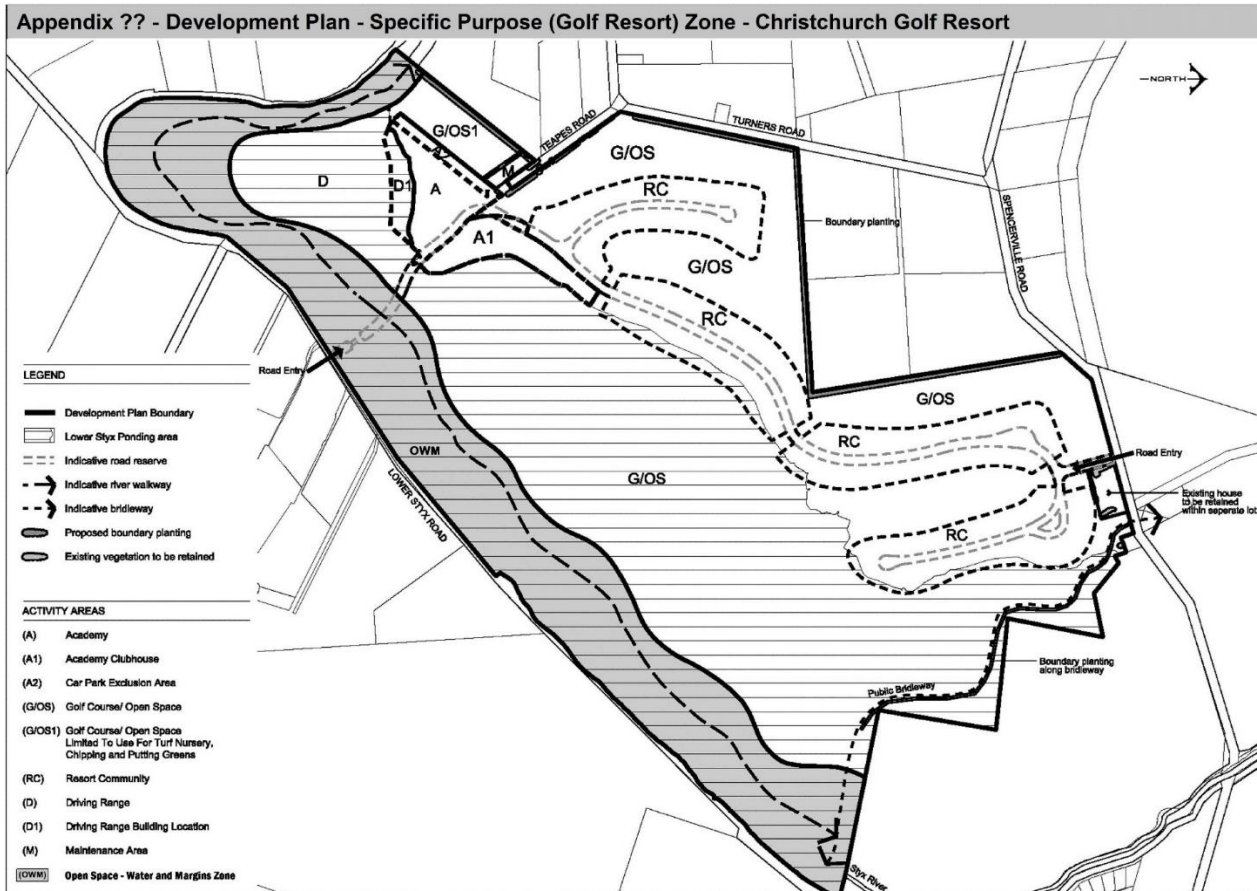 Appendix ?? - Development Plan - Specific Purpose (Golf Resort) Zone - Christchurch Golf Resort
NORTH
TEAPES ROAD
TURNERS ROAD
SPENCERVILLE ROAD
G/OS1
G/OS
A2
M
D
D1
A
RC
A1
Boundary planting
G/OS
RC
Road Entry
G/OS
RC
Road Entry
OWM
G/OS
Existing house
to be retained
within seperate lot
RC
LOWER STYX ROAD
Boundary planting
along bridleway
Public Bridleway
Styx River
LEGEND
Development Plan Boundary
Lower Styx Ponding area
Indicative road reserve
Indicative river walkway
Indicative bridleway
Proposed boundary planting
Existing vegetation to be retained
ACTIVITY AREAS
(A) Academy
(A1) Academy Clubhouse
(A2) Car Park Exclusion Area
(G/OS) Golf Course/ Open Space
(G/OS1) Golf Course/ Open Space
Limited To Use For Turf Nursery,
Chipping and Putting Greens
(RC) Resort Community
(D) Driving Range
(D1) Driving Range Building Location
(M) Maintenance Area
(OWM) Open Space - Water and Margins Zone